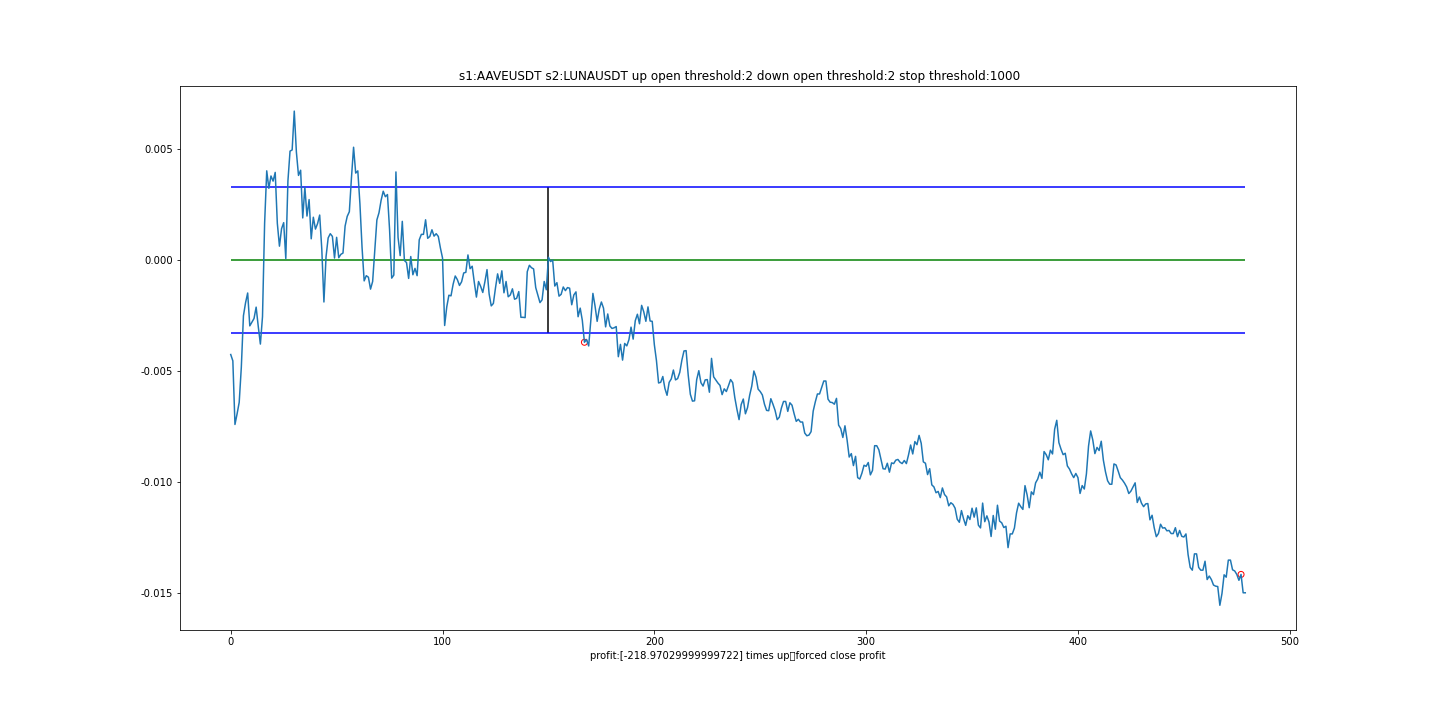 s1:AAVEUSDT s2:LUNAUSDT up open threshold:2 down open threshold:2 stop threshold:1000
0.005
0.000
-0.005
-0.010
-0.015
0 100 200 300 400 500
profit:[-218.97029999999722] times up▯forced close profit